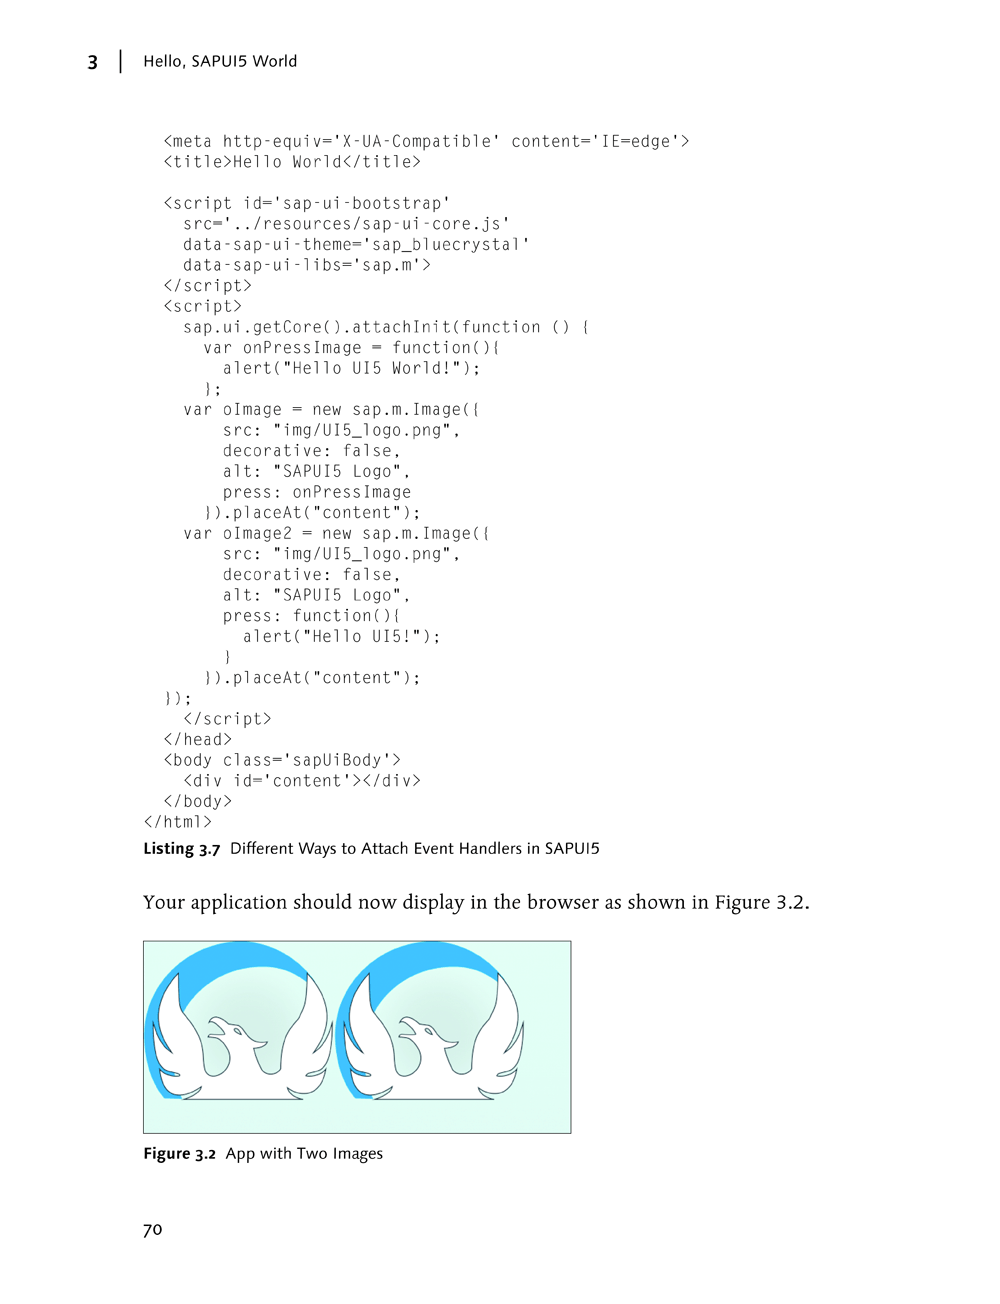 3 Hello, SAPUI5 World
<meta http-equiv='X-UA-Compatible' content='IE=edge'>
<title>Hello World</title>
<script id='sap-ui-bootstrap'
src='../resources/sap-ui-core.js'
data-sap-ui-theme='sap_bluecrystal'
data-sap-ui-libs='sap.m'>
</script>
<script>
sap.ui.getCore().attachInit(function () {
var onPressImage = function(){
alert("Hello UI5 World!");
};
var oImage = new sap.m.Image({
src: "img/UI5_logo.png",
decorative: false,
alt: "SAPUI5 Logo",
press: onPressImage
}).placeAt("content");
var oImage2 = new sap.m.Image({
src: "img/UI5_logo.png",
decorative: false,
alt: "SAPUI5 Logo",
press: function(){
alert("Hello UI5!");
}
}).placeAt("content");
});
</script>
</head>
<body class='sapUiBody'>
<div id='content'></div>
</body>
</html>
Listing 3.7 Different Ways to Attach Event Handlers in SAPUI5
Your application should now display in the browser as shown in Figure 3.2.
Figure 3.2 App with Two Images
70